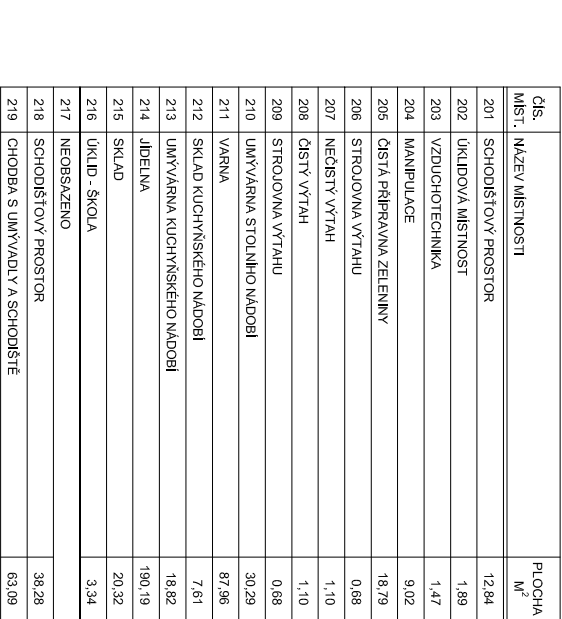 ČÍS. MÍST. NÁZEV MÍSTNOSTI PLOCHA M²
201 SCHODIŠŤOVÝ PROSTOR 12,84
202 ÚKLIDOVÁ MÍSTNOST 1,89
203 VZDUCHOTECHNIKA 1,47
204 MANIPULACE 9,02
205 ČISTÁ PŘÍPRAVNA ZELENINY 18,79
206 STROJOVNA VÝTAHU 0,68
207 NEČISTÝ VÝTAH 1,10
208 ČISTÝ VÝTAH 1,10
209 STROJOVNA VÝTAHU 0,68
210 UMÝVÁRNA STOLNÍHO NÁDOBÍ 30,29
211 VARNA 87,96
212 SKLAD KUCHYŇSKÉHO NÁDOBÍ 7,61
213 UMÝVÁRNA KUCHYŇSKÉHO NÁDOBÍ 18,82
214 JÍDELNA 190,19
215 SKLAD 20,32
216 ÚKLID - ŠKOLA 3,34
217 NEOBSAZENO
218 SCHODIŠŤOVÝ PROSTOR 38,28
219 CHODBA S UMÝVADLY A SCHODIŠTĚ 63,09